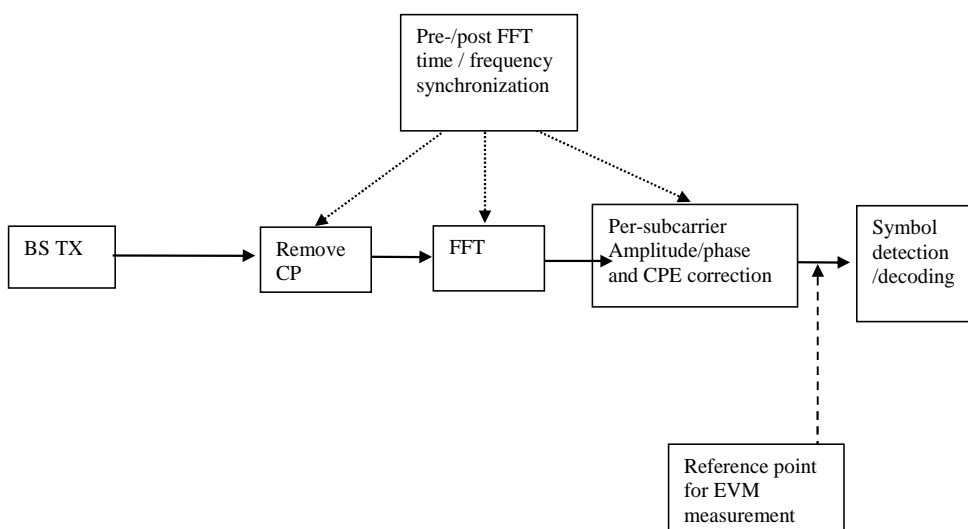 Pre-/post FFT
time / frequency
synchronization
BS TX
Remove
CP
FFT
Per-subcarrier
Amplitude/phase
and CPE correction
Symbol
detection
/decoding
Reference point
for EVM
measurement